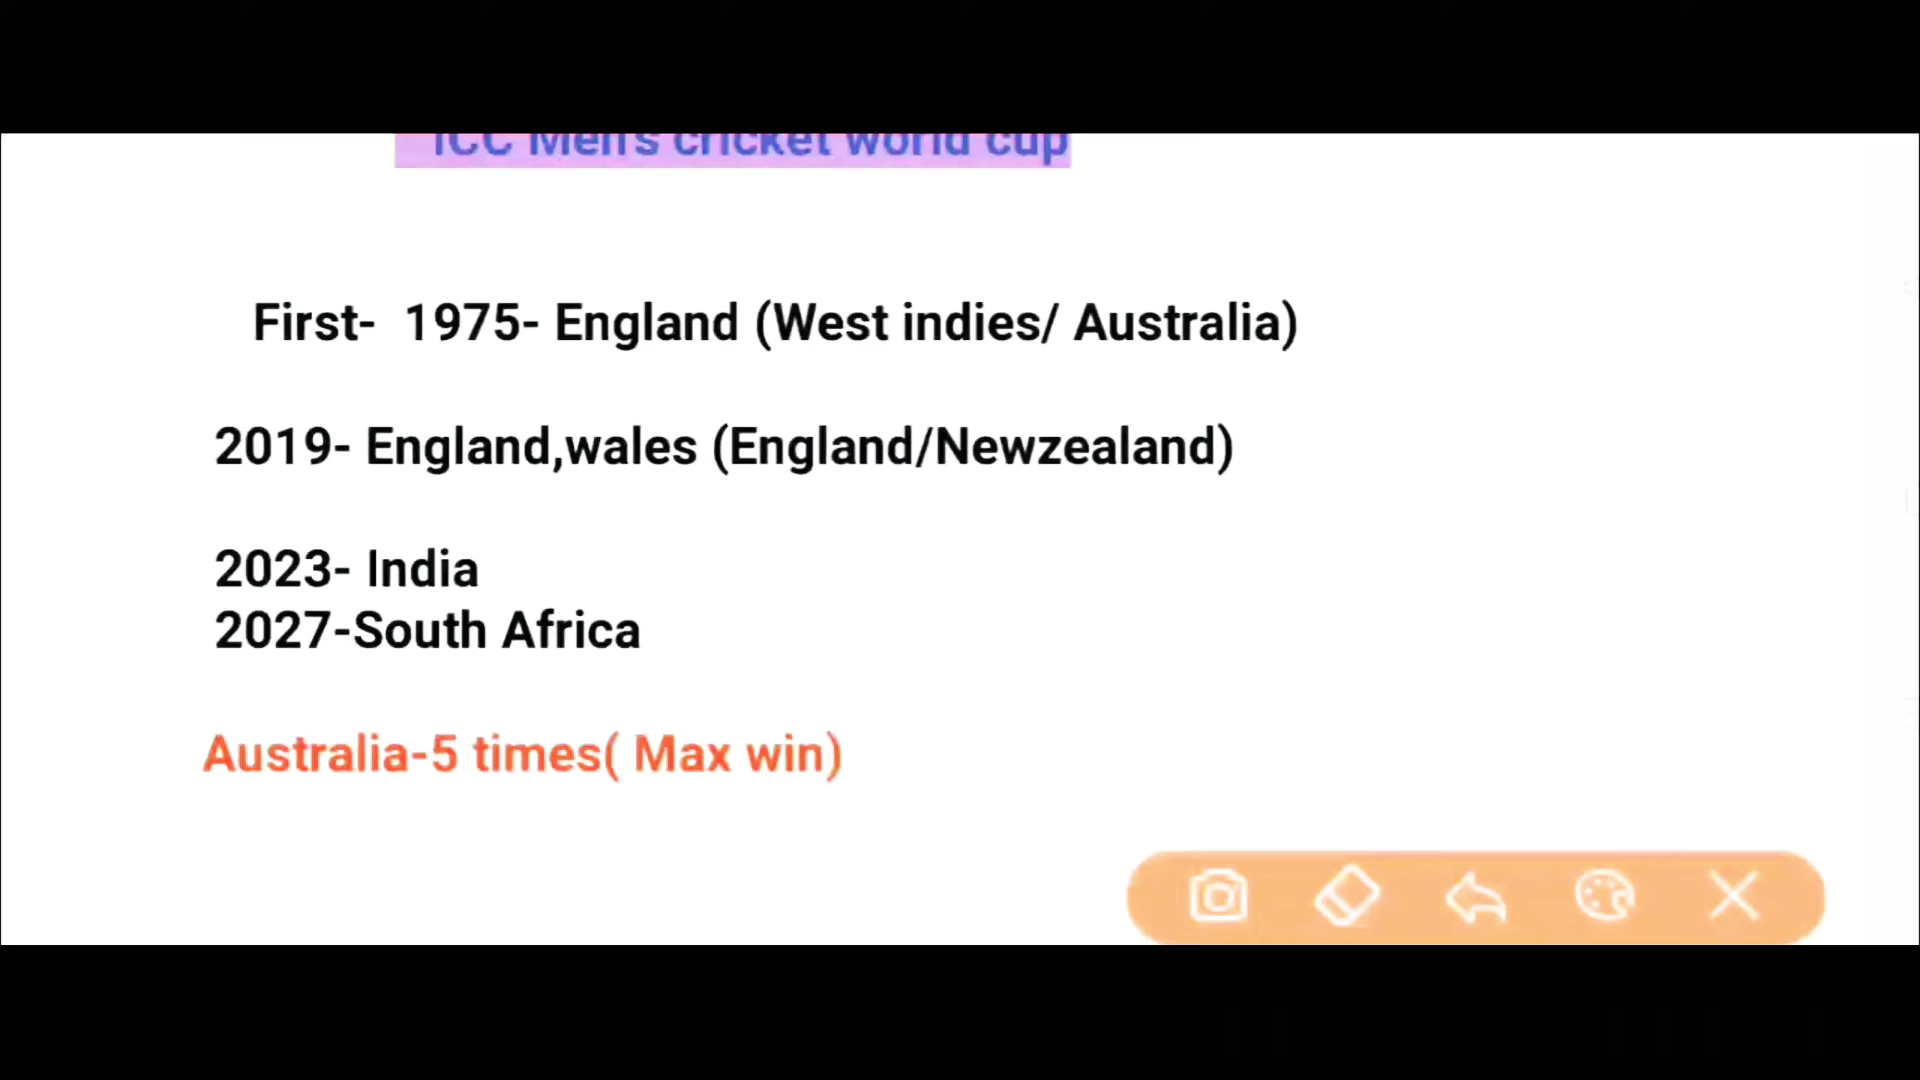 ICC Men's cricket world cup
First- 1975- England (West indies/ Australia)
2019- England,wales (England/Newzealand)
2023- India
2027-South Africa
Australia-5 times( Max win)